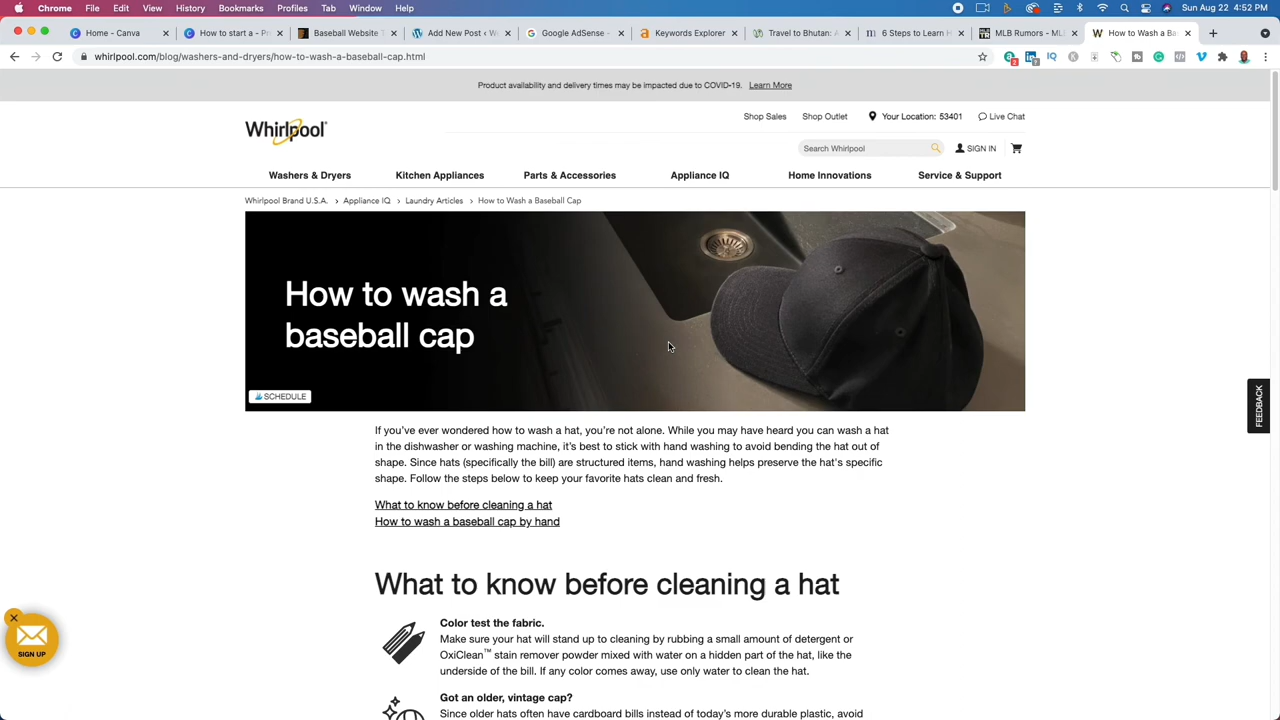 Chrome File Edit View History Bookmarks Profiles Tab Window Help Sun Aug 22 4:52 PM
Home - Canva
How to start a - P
Baseball Website T
Add New Post ‹ W
Google AdSense -
Keywords Explorer
Travel to Bhutan: A
6 Steps to Learn H
MLB Rumors - ML
How to Wash a Ba
whirlpool.com/blog/washers-and-dryers/how-to-wash-a-baseball-cap.html
Product availability and delivery times may be impacted due to COVID-19. Learn More
Whirlpool
Shop Sales Shop Outlet Your Location: 53401 Live Chat
Search Whirlpool SIGN IN
Washers & Dryers Kitchen Appliances Parts & Accessories Appliance IQ Home Innovations Service & Support
Whirlpool Brand U.S.A. › Appliance IQ › Laundry Articles › How to Wash a Baseball Cap
How to wash a
baseball cap
SCHEDULE
FEEDBACK
If you've ever wondered how to wash a hat, you're not alone. While you may have heard you can wash a hat
in the dishwasher or washing machine, it's best to stick with hand washing to avoid bending the hat out of
shape. Since hats (specifically the bill) are structured items, hand washing helps preserve the hat's specific
shape. Follow the steps below to keep your favorite hats clean and fresh.
What to know before cleaning a hat
How to wash a baseball cap by hand
What to know before cleaning a hat
Color test the fabric.
Make sure your hat will stand up to cleaning by rubbing a small amount of detergent or
OxiClean™ stain remover powder mixed with water on a hidden part of the hat, like the
underside of the bill. If any color comes away, use only water to clean the hat.
SIGN UP
Got an older, vintage cap?
Since older hats often have cardboard bills instead of today's more durable plastic, avoid